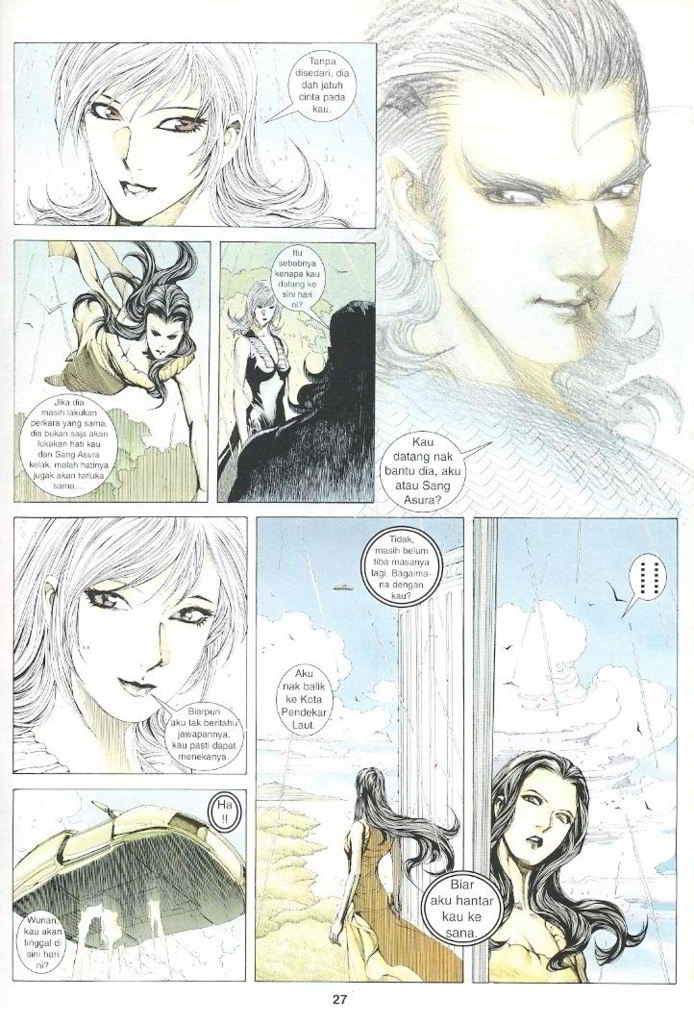 Tanpa
disedari, dia
dah jatuh
cinta pada
kau.
Jika dia
masih lakukan
perkara yang sama,
dia bukan saja akan
lukakan hati kau
dan Sang Asura
kelak, malah hatinya
jugak akan terluka
sama....
Itu
sebabnya
kenapa kau
datang ke
sini hari
ni?
Kau
datang nak
bantu dia, aku
atau Sang
Asura?
Biarpun
aku tak beritahu
jawapannya,
kau pasti dapat
menekanya.
Ha
!!
Wunan,
kau akan
tinggal di
sini hari
ni?
Tidak,
masih belum
tiba masanya
lagi. Bagaima-
na dengan
kau?
Aku
nak balik
ke Kota
Pendekar
Laut.
Biar
aku hantar
kau ke
sana.
27